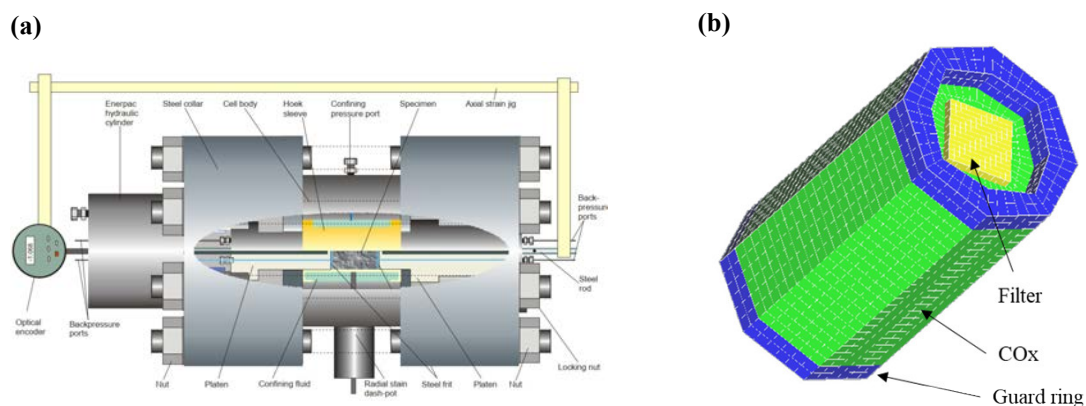 (a)
(b)
Enerpac
hydraulic
cylinder
Steel collar
Cell body
Hoek
sleeve
Confining
pressure port
Specimen
Axial strain jig
Back-
pressure
ports
Steel
rod
Optical
encoder
Backpressure
ports
Nut
Platen
Confining fluid
Radial stain
dash-pot
Steel frit
Platen
Nut
Locking nut
Filter
COx
Guard ring